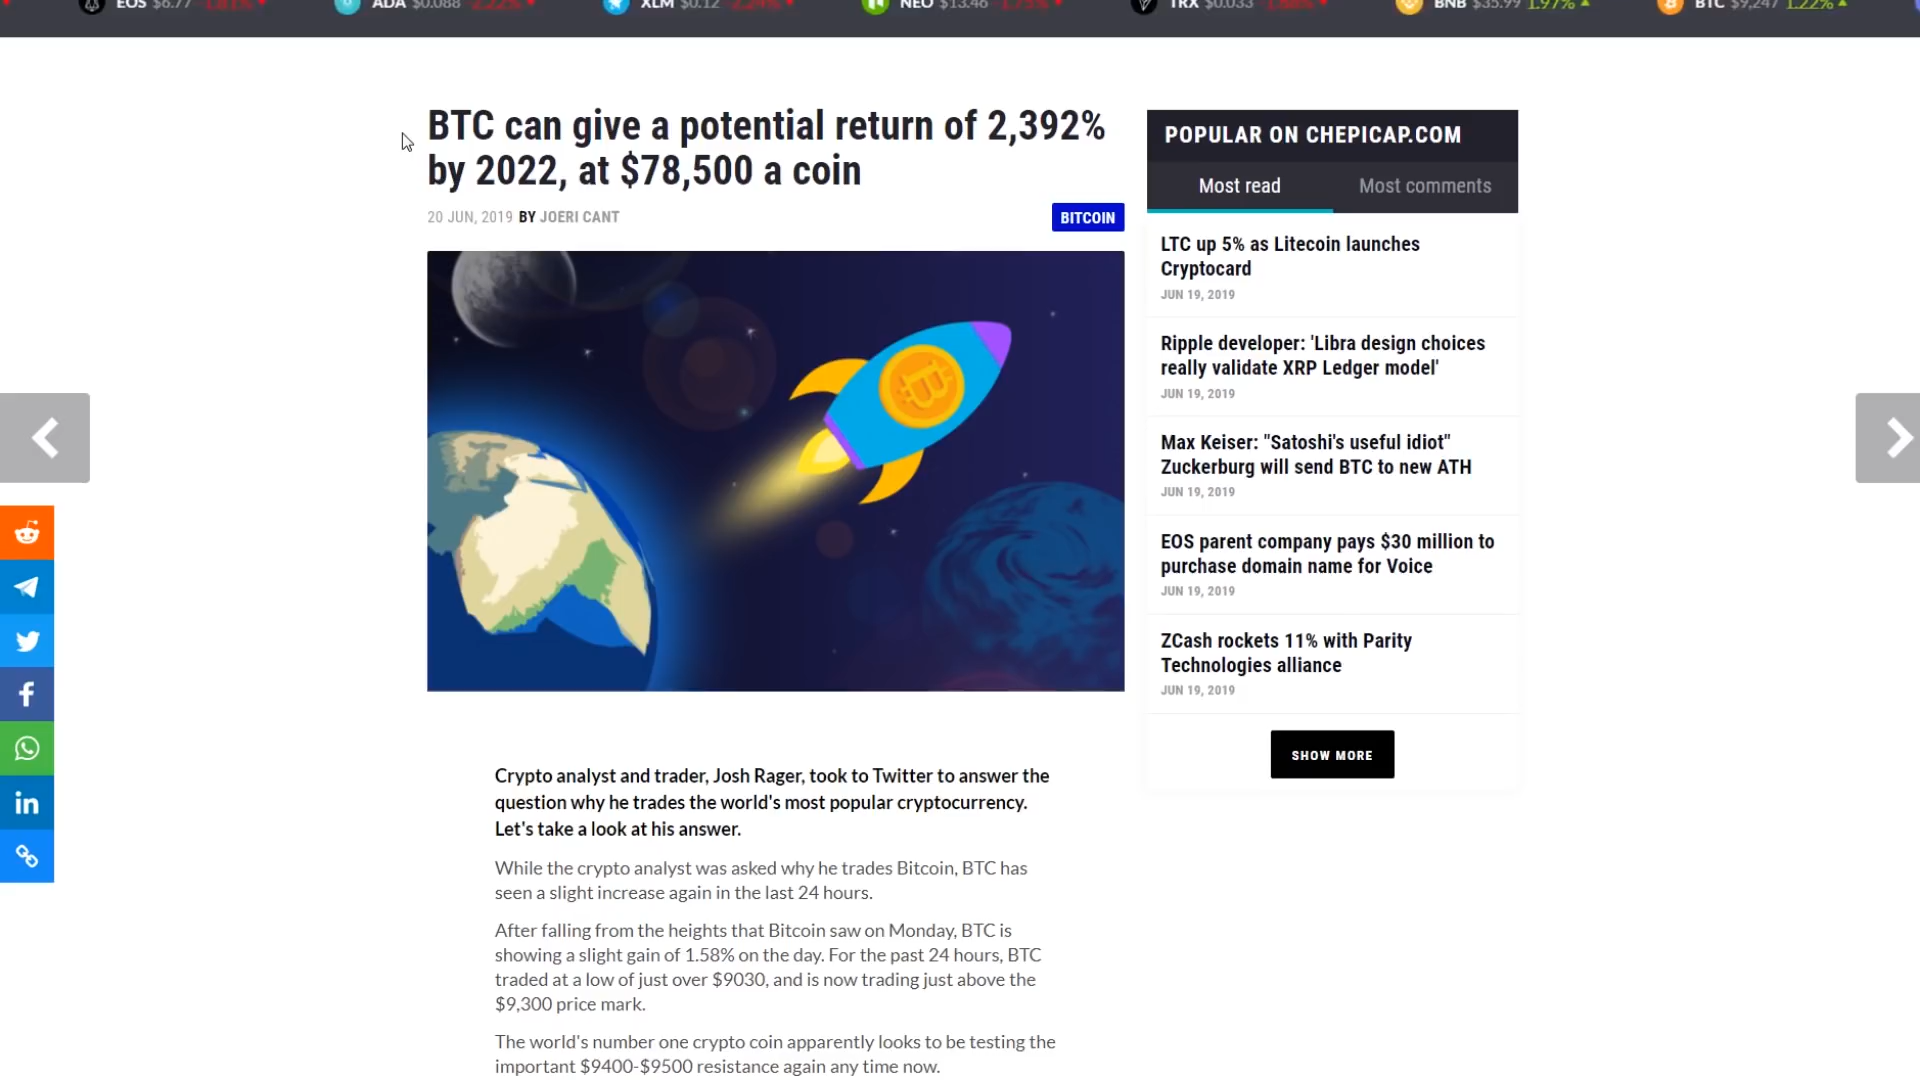 EOS $6.77 -1.81%
ADA $0.088 -2.22%
XLM $0.12 -2.24%
NEO $13.46 -1.75%
TRX $0.033 -1.88%
BNB $35.99 1.97%
BTC $9,247 1.22%
BTC can give a potential return of 2,392%
by 2022, at $78,500 a coin
20 JUN, 2019 BY JOERI CANT
BITCOIN
Crypto analyst and trader, Josh Rager, took to Twitter to answer the
question why he trades the world's most popular cryptocurrency.
Let's take a look at his answer.
While the crypto analyst was asked why he trades Bitcoin, BTC has
seen a slight increase again in the last 24 hours.
After falling from the heights that Bitcoin saw on Monday, BTC is
showing a slight gain of 1.58% on the day. For the past 24 hours, BTC
traded at a low of just over $9030, and is now trading just above the
$9,300 price mark.
The world's number one crypto coin apparently looks to be testing the
important $9400-$9500 resistance again any time now.
POPULAR ON CHEPICAP.COM
Most read
Most comments
LTC up 5% as Litecoin launches
Cryptocard
JUN 19, 2019
Ripple developer: 'Libra design choices
really validate XRP Ledger model'
JUN 19, 2019
Max Keiser: "Satoshi's useful idiot"
Zuckerburg will send BTC to new ATH
JUN 19, 2019
EOS parent company pays $30 million to
purchase domain name for Voice
JUN 19, 2019
ZCash rockets 11% with Parity
Technologies alliance
JUN 19, 2019
SHOW MORE